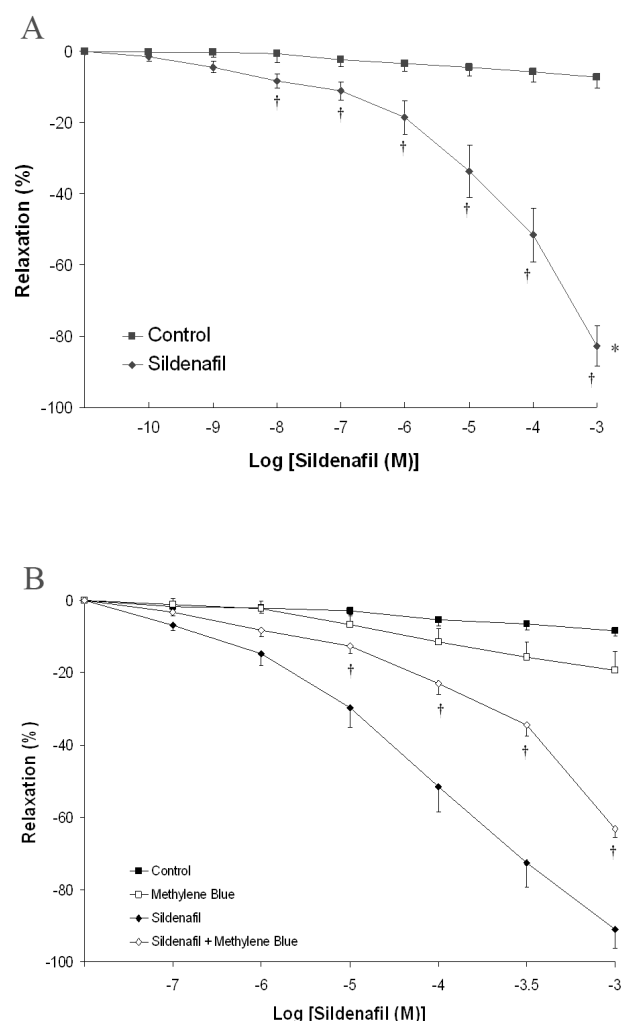 A
0
-20
-40
-60
-80
-100
Relaxation (%)
† † † † † † *
Control
Sildenafil
-10 -9 -8 -7 -6 -5 -4 -3
Log [Sildenafil (M)]
B
0
-20
-40
-60
-80
-100
Relaxation (%)
† † † †
Control
Methylene Blue
Sildenafil
Sildenafil + Methylene Blue
-7 -6 -5 -4 -3.5 -3
Log [Sildenafil (M)]